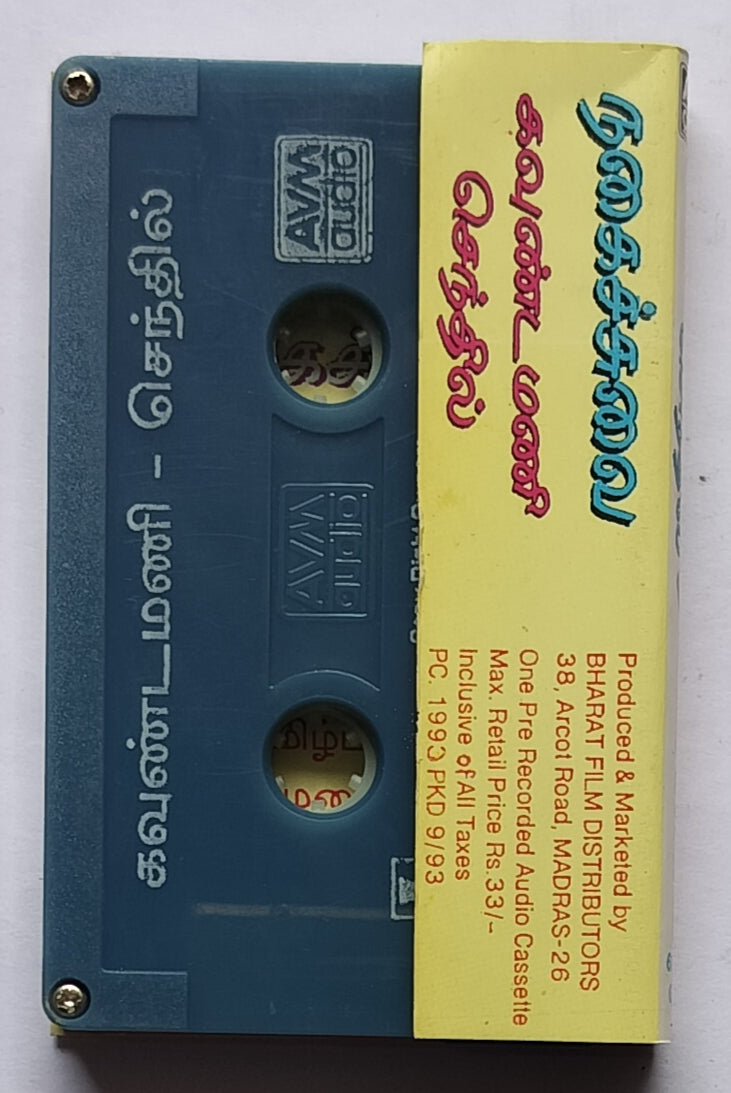 நகைச்சுவை
கவுண்டமணி
செந்தில்
Produced & Marketed by
BHARAT FILM DISTRIBUTORS
38, Arcot Road, MADRAS-26
One Pre Recorded Audio Cassette
Max. Retail Price Rs.33/-
Inclusive of All Taxes
PC. 1993 PKD 9/93
AVM
audio
AVM
audio
கவுண்டமணி - செந்தில்